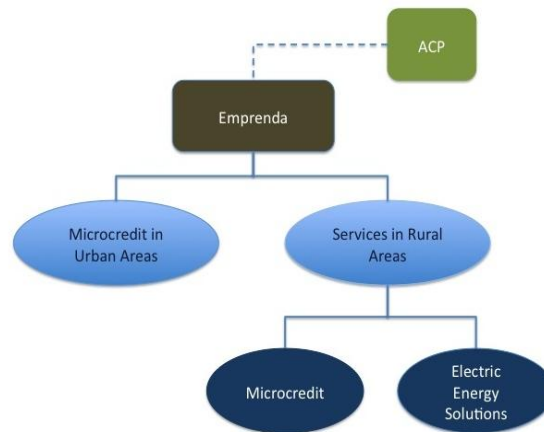 ACP
Emprenda
Microcredit in
Urban Areas
Services in Rural
Areas
Microcredit
Electric
Energy
Solutions